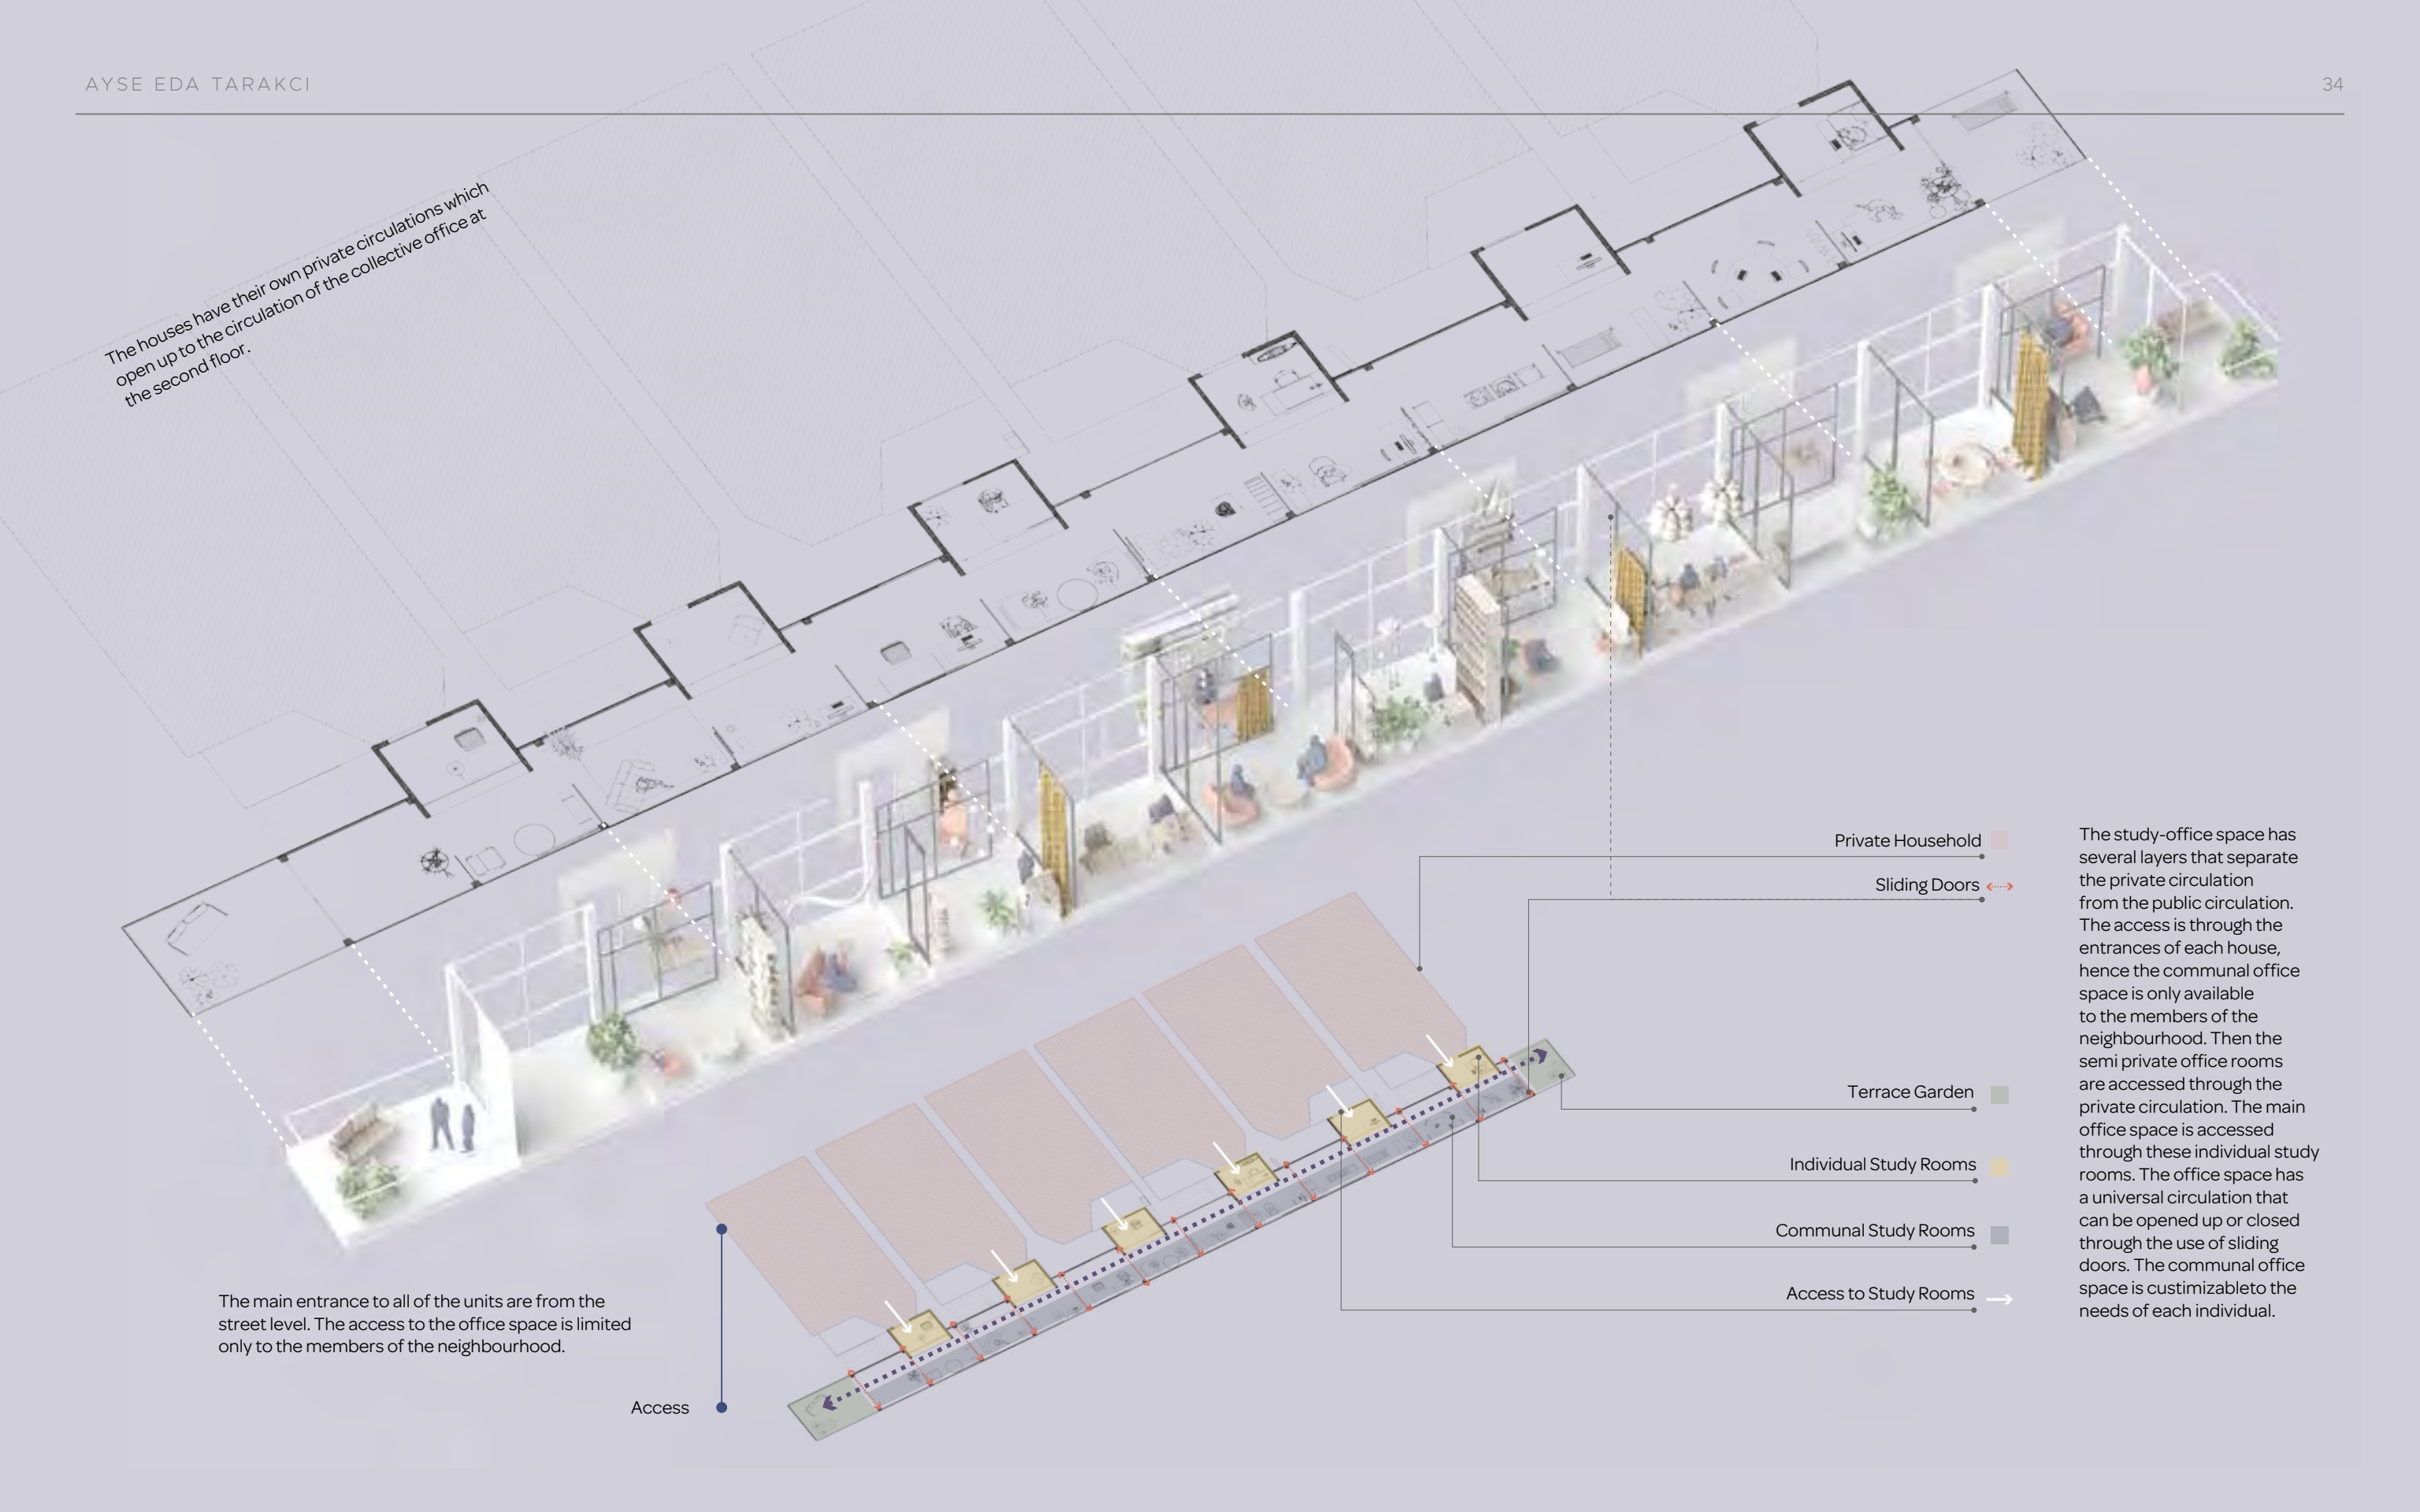 AYSE EDA TARAKCI
34
The houses have their own private circulations which
open up to the circulation of the collective office at
the second floor.
Private Household
Sliding Doors
Terrace Garden
Individual Study Rooms
Communal Study Rooms
Access to Study Rooms
The study-office space has
several layers that separate
the private circulation
from the public circulation.
The access is through the
entrances of each house,
hence the communal office
space is only available
to the members of the
neighbourhood. Then the
semi private office rooms
are accessed through the
private circulation. The main
office space is accessed
through these individual study
rooms. The office space has
a universal circulation that
can be opened up or closed
through the use of sliding
doors. The communal office
space is custimizableto the
needs of each individual.
The main entrance to all of the units are from the
street level. The access to the office space is limited
only to the members of the neighbourhood.
Access